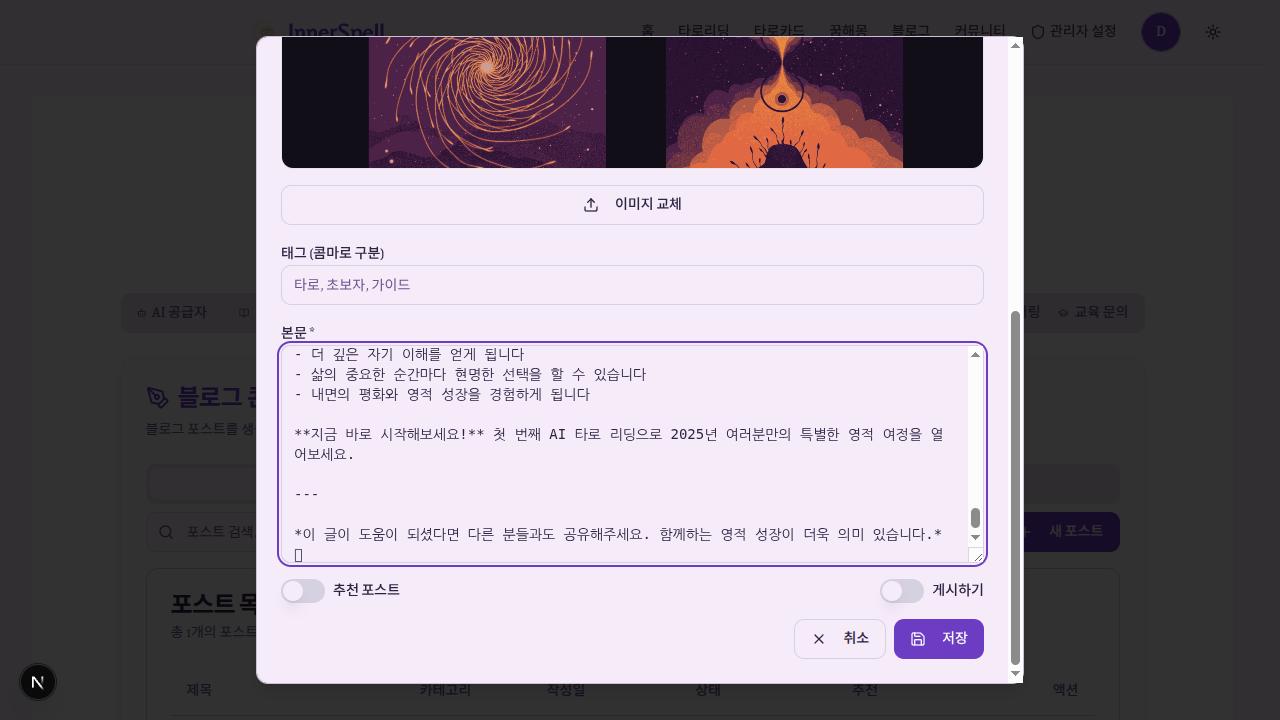 InnerSpell
홈 타로리딩 타로카드 꿈해몽 블로그 커뮤니티 관리자 설정 D
이미지 교체
태그 (콤마로 구분)
타로, 초보자, 가이드
AI 공급자
교육 문의
본문 *
- 더 깊은 자기 이해를 얻게 됩니다
- 삶의 중요한 순간마다 현명한 선택을 할 수 있습니다
- 내면의 평화와 영적 성장을 경험하게 됩니다
**지금 바로 시작해보세요!** 첫 번째 AI 타로 리딩으로 2025년 여러분만의 특별한 영적 여정을 열
어보세요.
---
*이 글이 도움이 되셨다면 다른 분들과도 공유해주세요. 함께하는 영적 성장이 더욱 의미 있습니다.*
블로그
블로그 포스트를
포스트 검색
새 포스트
추천 포스트
게시하기
포스트
총 1개의 포스트
취소
저장
N
제목 카테고리 작성일 상태 추천 액션